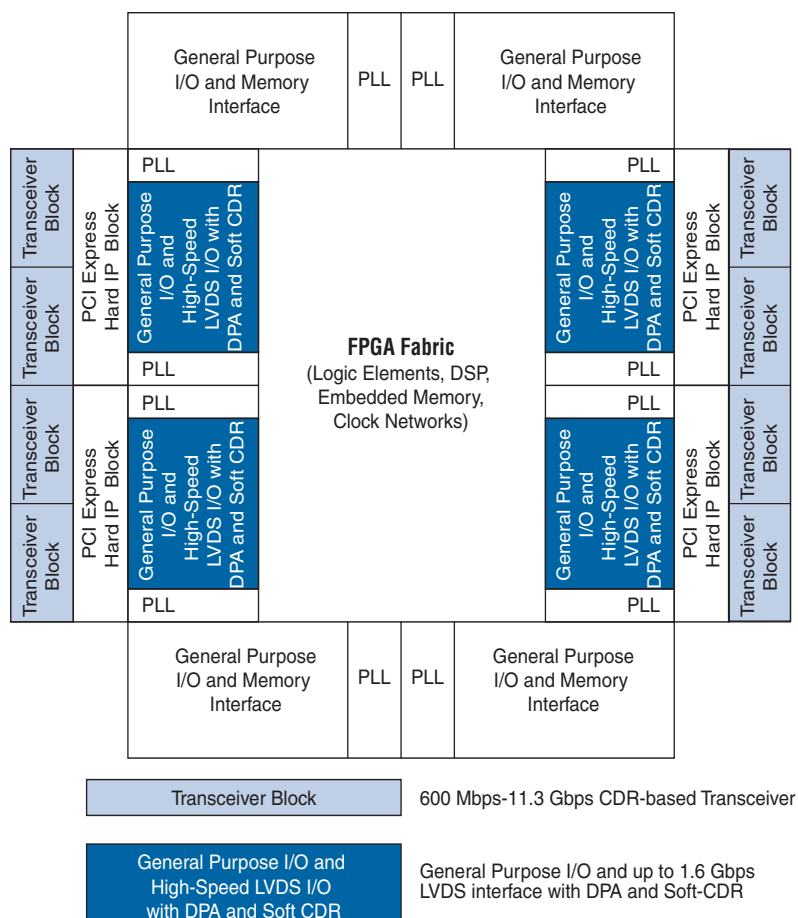 General Purpose
I/O and Memory
Interface
PLL
PLL
General Purpose
I/O and Memory
Interface
Transceiver
Block
Transceiver
Block
PCI Express
Hard IP Block
PLL
General Purpose
I/O and
High-Speed
LVDS I/O with
DPA and Soft CDR
PLL
Transceiver
Block
Transceiver
Block
PCI Express
Hard IP Block
PLL
General Purpose
I/O and
High-Speed
LVDS I/O with
DPA and Soft CDR
PLL
FPGA Fabric
(Logic Elements, DSP,
Embedded Memory,
Clock Networks)
PLL
General Purpose
I/O and
High-Speed
LVDS I/O with
DPA and Soft CDR
PLL
PCI Express
Hard IP Block
Transceiver
Block
Transceiver
Block
PLL
General Purpose
I/O and
High-Speed
LVDS I/O with
DPA and Soft CDR
PLL
PCI Express
Hard IP Block
Transceiver
Block
Transceiver
Block
General Purpose
I/O and Memory
Interface
PLL
PLL
General Purpose
I/O and Memory
Interface
Transceiver Block
600 Mbps-11.3 Gbps CDR-based Transceiver
General Purpose I/O and
High-Speed LVDS I/O
with DPA and Soft CDR
General Purpose I/O and up to 1.6 Gbps
LVDS interface with DPA and Soft-CDR